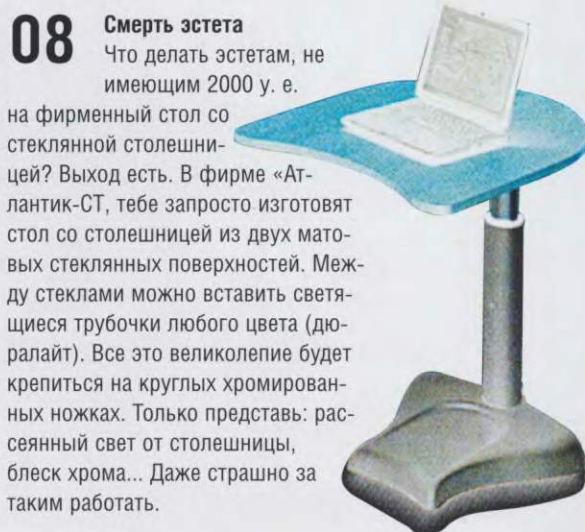 08
Смерть эстета
Что делать эстетам, не
имеющим 2000 у. е.
на фирменный стол со
стеклянной столешни-
цей? Выход есть. В фирме «Ат-
лантик-СТ, тебе запросто изготовят
стол со столешницей из двух мато-
вых стеклянных поверхностей. Меж-
ду стеклами можно вставить светя-
щиеся трубочки любого цвета (дю-
ралайт). Все это великолепие будет
крепиться на круглых хромирован-
ных ножках. Только представь: рас-
сеянный свет от столешницы,
блеск хрома... Даже страшно за
таким работать.